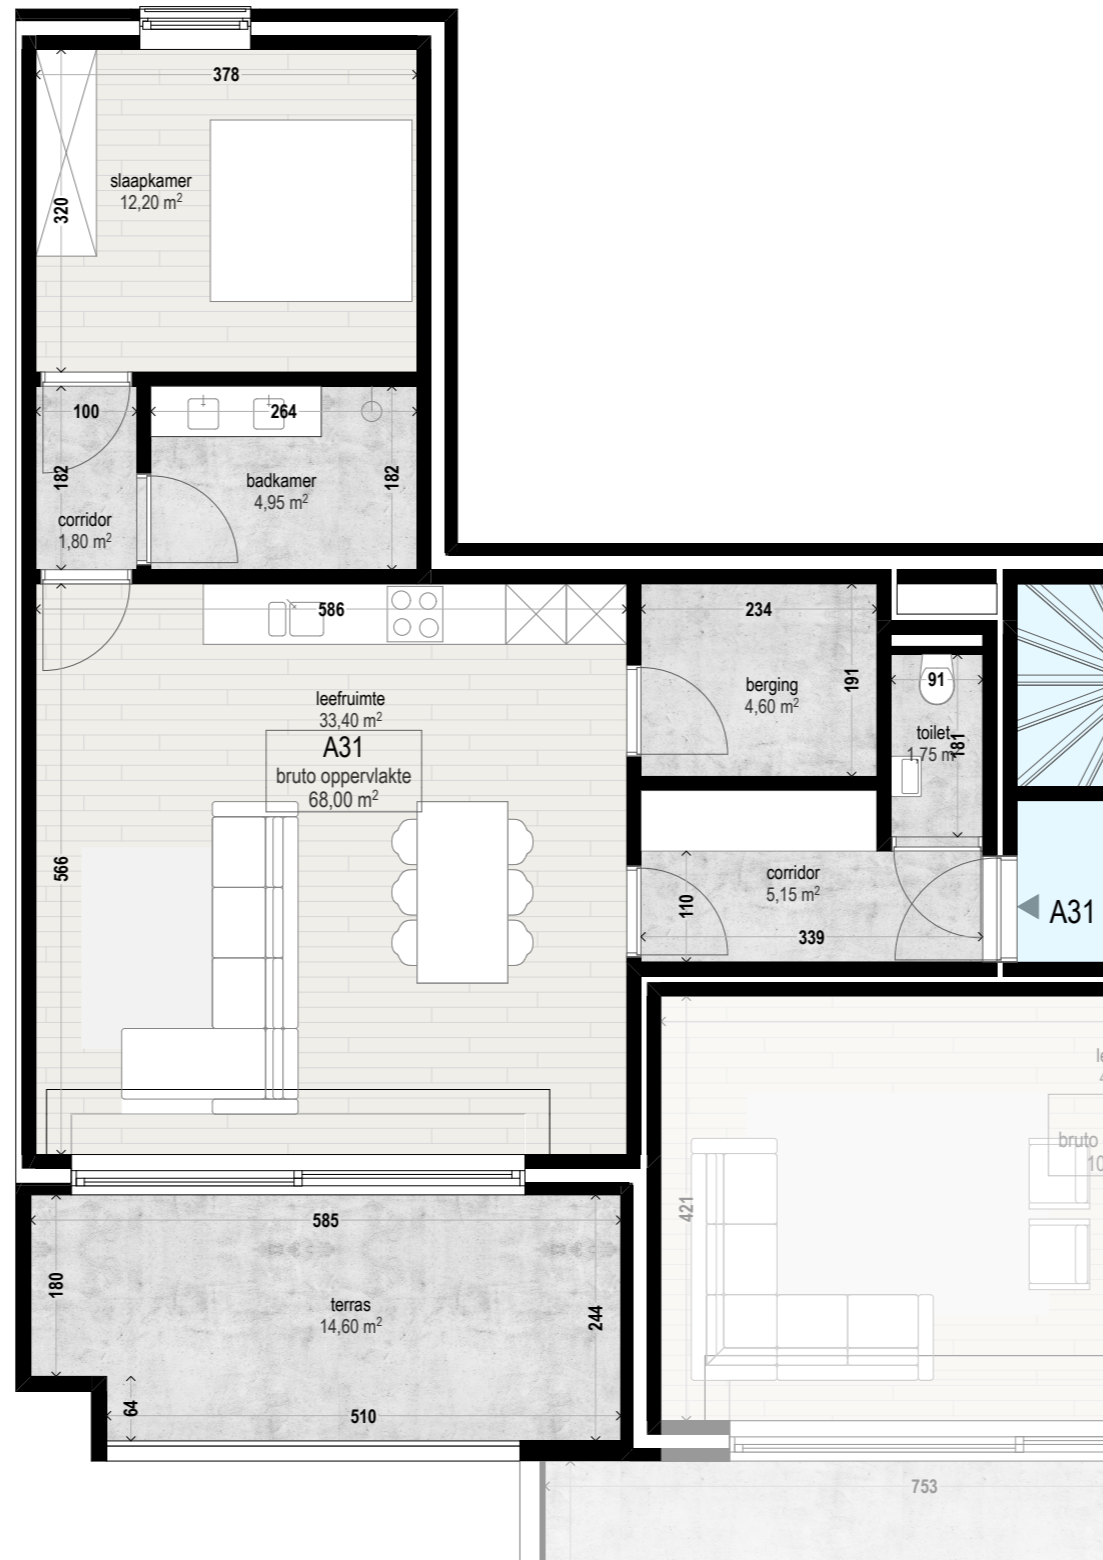 378
slaapkamer
12,20 m²
320
100
264
182
badkamer
4,95 m²
182
corridor
1,80 m²
586
234
leefruimte
33,40 m²
berging
4,60 m²
191
91
toilet
1,75 m²
181
A31
bruto oppervlakte
68,00 m²
566
corridor
5,15 m²
110
339
A31
bruto
10
421
585
180
terras
14,60 m²
244
64
510
753